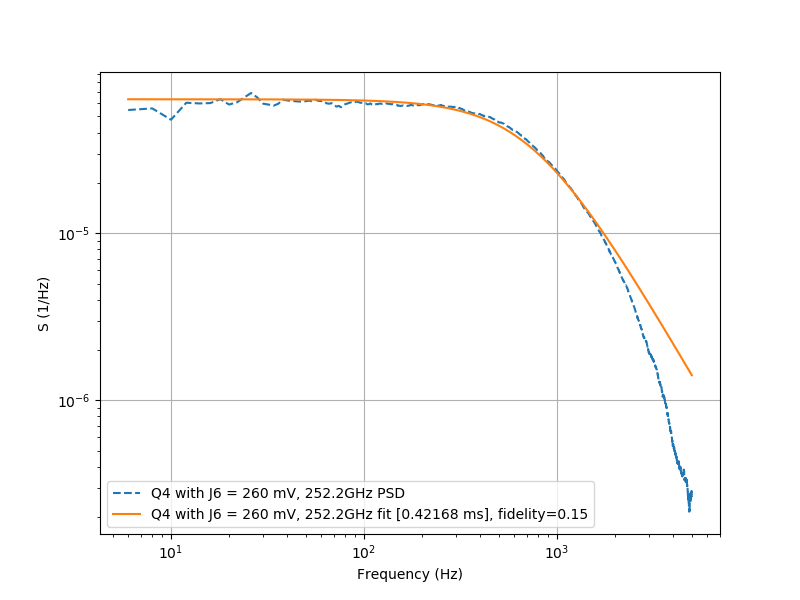 10^-5
10^-6
S (1/Hz)
Q4 with J6 = 260 mV, 252.2GHz PSD
Q4 with J6 = 260 mV, 252.2GHz fit [0.42168 ms], fidelity=0.15
10^1
10^2
10^3
Frequency (Hz)